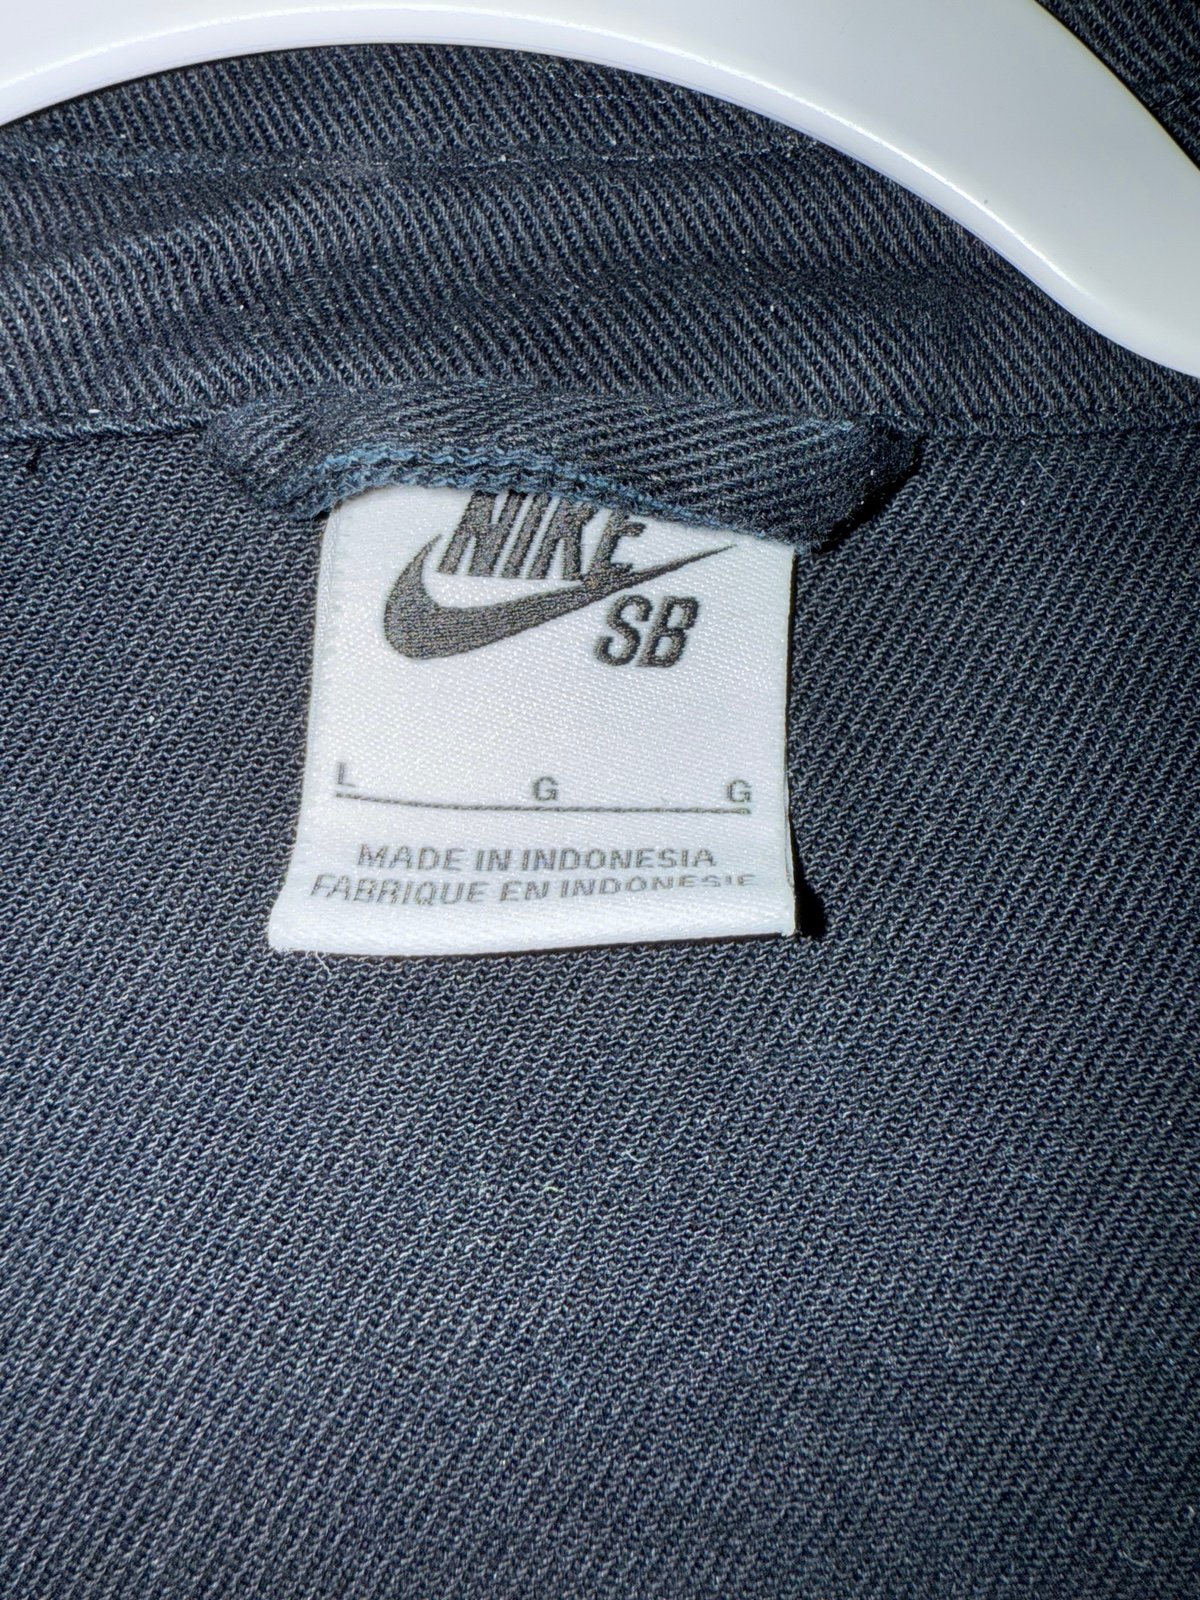 NIKE
SB
L G G
MADE IN INDONESIA
FABRIQUE EN INDONESIE